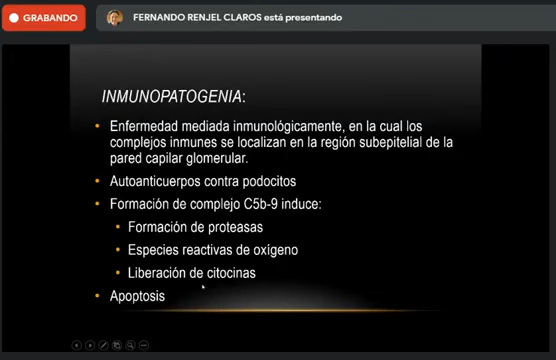 GRABANDO
FERNANDO RENJEL CLAROS está presentando
INMUNOPATOGENIA:
• Enfermedad mediada inmunológicamente, en la cual los
complejos inmunes se localizan en la región subepitelial de la
pared capilar glomerular.
• Autoanticuerpos contra podocitos
• Formación de complejo C5b-9 induce:
• Formación de proteasas
• Especies reactivas de oxígeno
• Liberación de citocinas
• Apoptosis